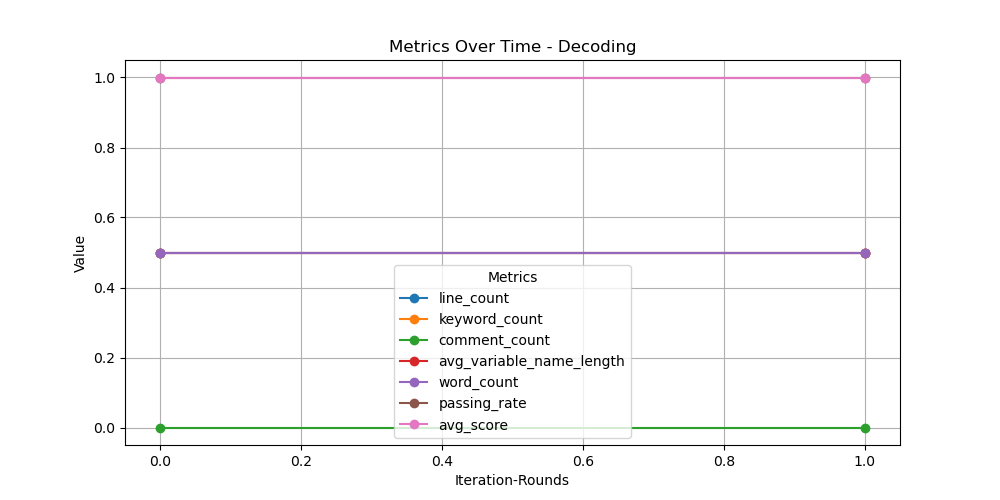 Metrics Over Time - Decoding
1.0
0.8
0.6
0.4
0.2
0.0
Value
Metrics
line_count
keyword_count
comment_count
avg_variable_name_length
word_count
passing_rate
avg_score
0.0 0.2 0.4 0.6 0.8 1.0
Iteration-Rounds